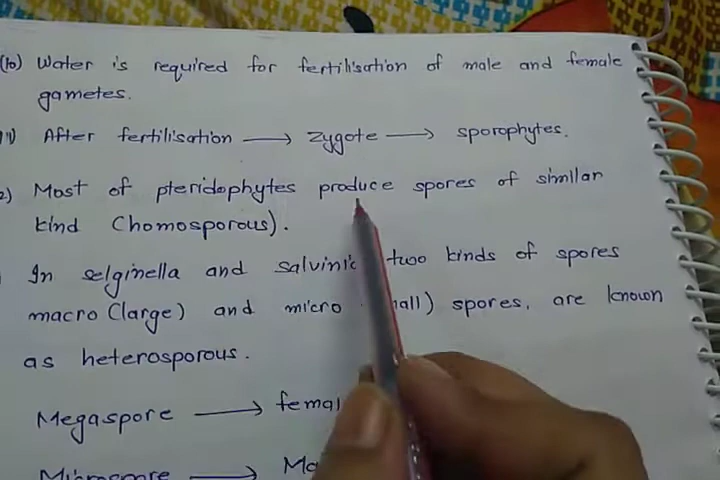 (10) Water is required for fertilisation of male and female
gametes.
11) After fertilisation → zygote → sporophytes.
2) Most of pteridophytes produce spores of similar
kind (homosporous).
In selginella and salvinia two kinds of spores
macro (large) and micro spores, are known
as heterosporous.
Megaspore →
→